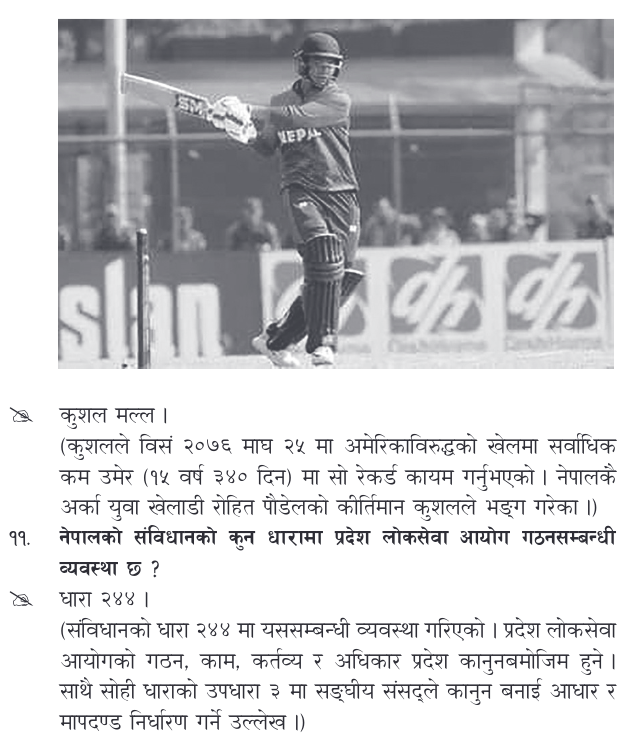 SM
NEPAL
slan
dh
dh
dh
CashHome
कुशल मल्ल ।
(कुशलले विसं २०७६ माघ २५ मा अमेरिकाविरुद्धको खेलमा सर्वाधिक
कम उमेर (१५ वर्ष ३४० दिन) मा सो रेकर्ड कायम गर्नुभएको । नेपालकै
अर्का युवा खेलाडी रोहित पौडेलको कीर्तिमान कुशलले भङ्ग गरेका ।)
११. नेपालको संविधानको कुन धारामा प्रदेश लोकसेवा आयोग गठनसम्बन्धी
व्यवस्था छ ?
धारा २४४ ।
(संविधानको धारा २४४ मा यससम्बन्धी व्यवस्था गरिएको । प्रदेश लोकसेवा
आयोगको गठन, काम, कर्तव्य र अधिकार प्रदेश कानुनबमोजिम हुने ।
साथै सोही धाराको उपधारा ३ मा सङ्घीय संसद्ले कानुन बनाई आधार र
मापदण्ड निर्धारण गर्ने उल्लेख ।)